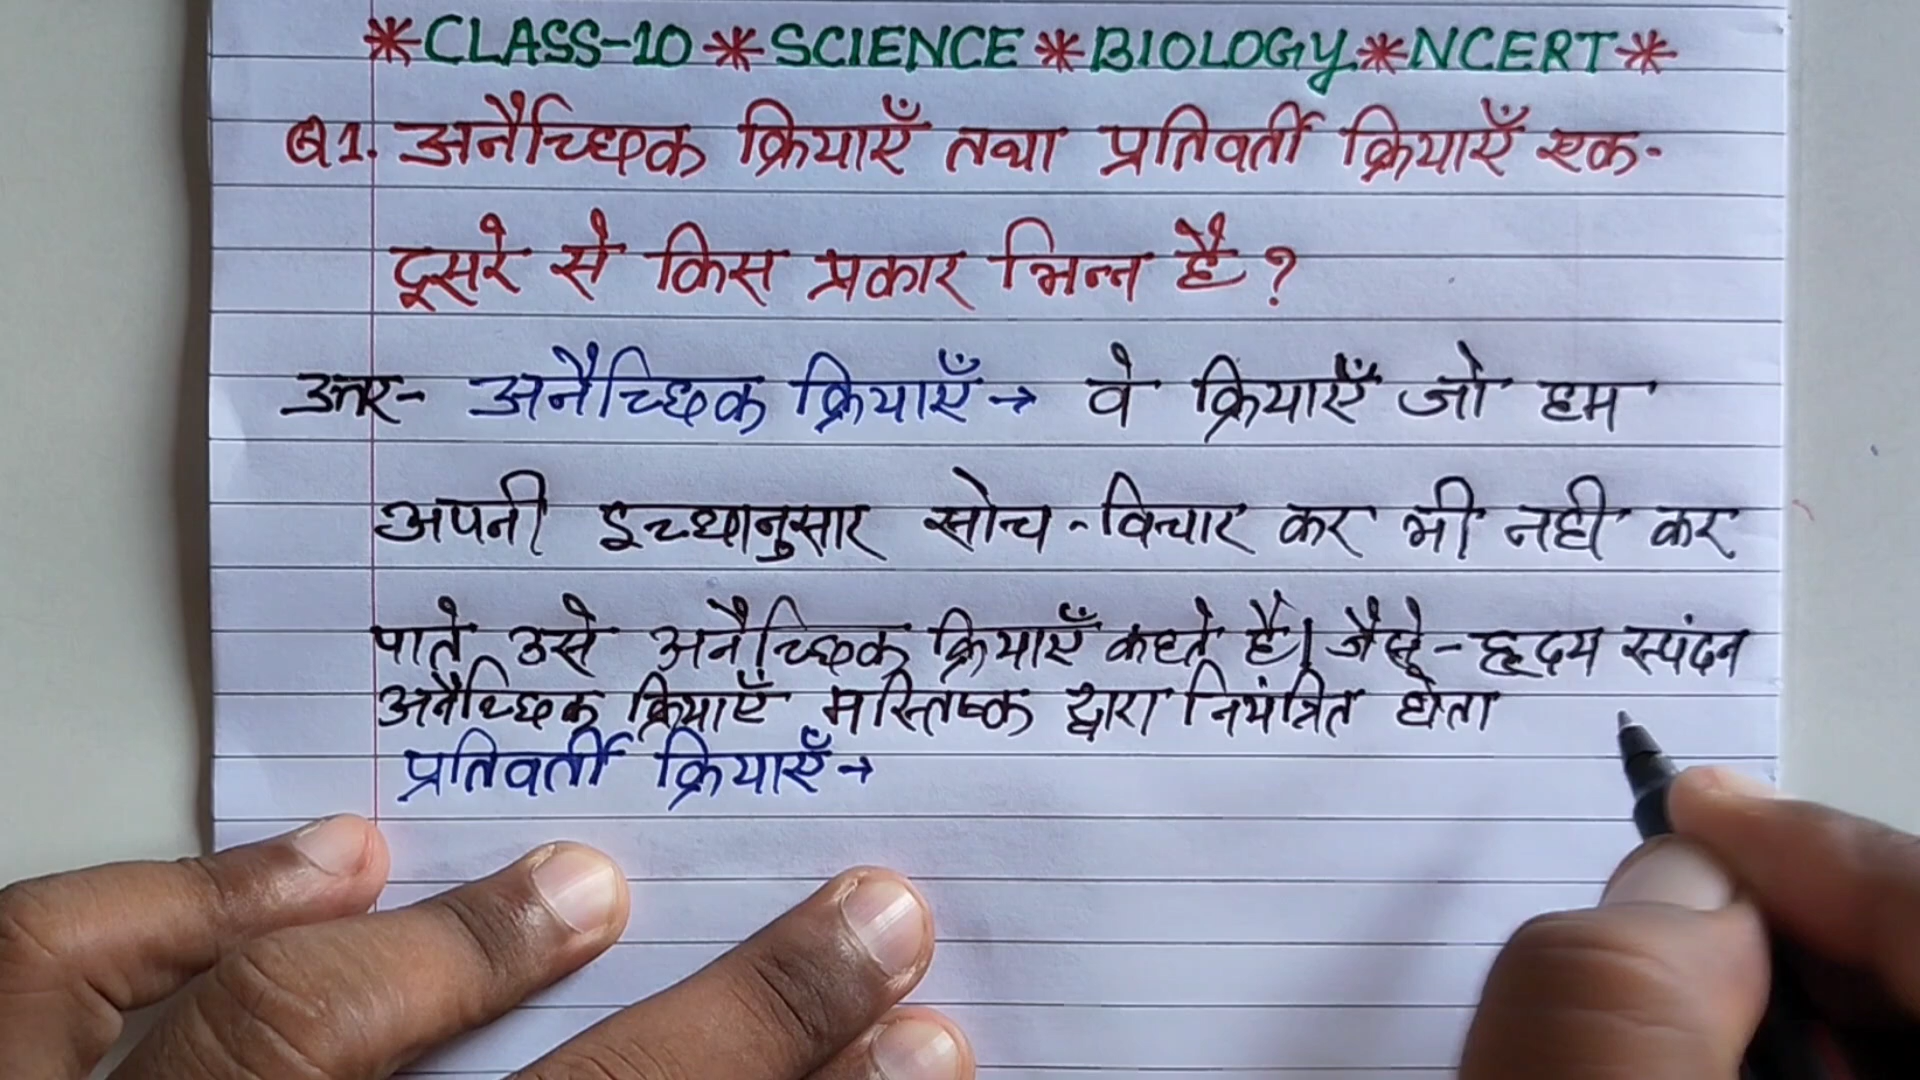 *CLASS-10*SCIENCE*BIOLOGY*NCERT*
Q1. अनैच्छिक क्रियाएँ तथा प्रतिवर्ती क्रियाएँ एक-
दूसरे से किस प्रकार भिन्न है ?
उत्तर- अनैच्छिक क्रियाएँ → वे क्रियाएँ जो हम
अपनी इच्थानुसार सोच-विचार कर भी नही कर
पाते उसे अनैच्छिक क्रियाएँ कहते हैं। जैसे - हृदय स्पंदन
अनैच्छिक क्रियाएँ मस्तिष्क द्वारा नियंत्रित होता
प्रतिवर्ती क्रियाएँ →